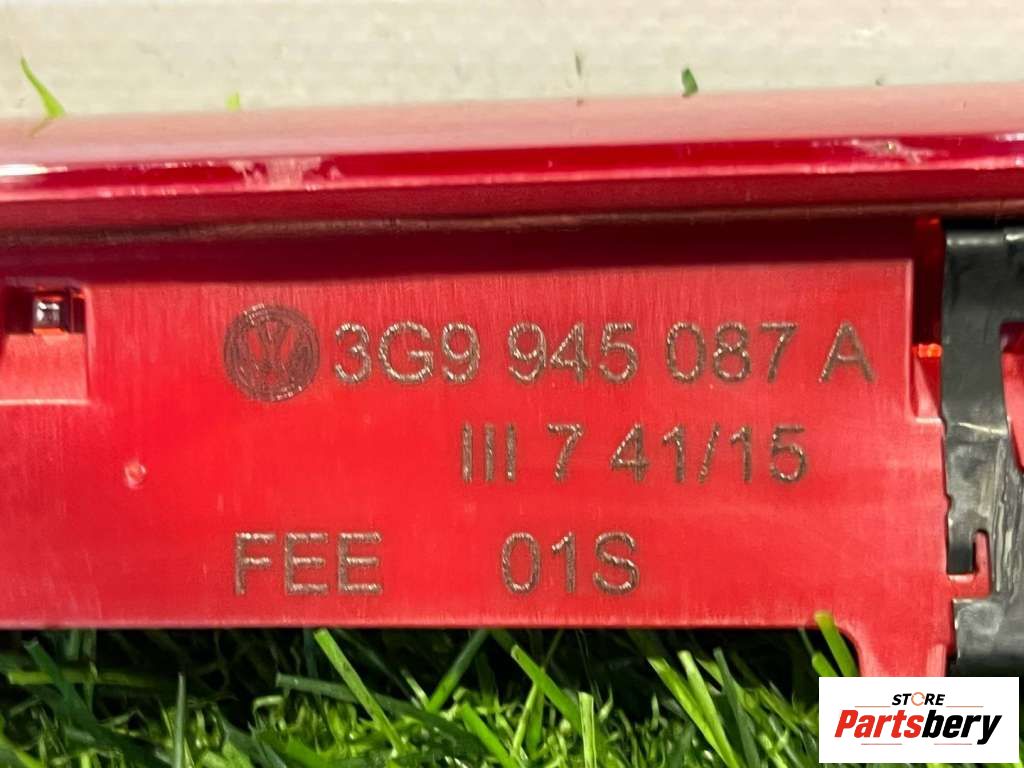 3G9 945 087 A
III 7 41/15
FEE 01S
STORE
Partsbery